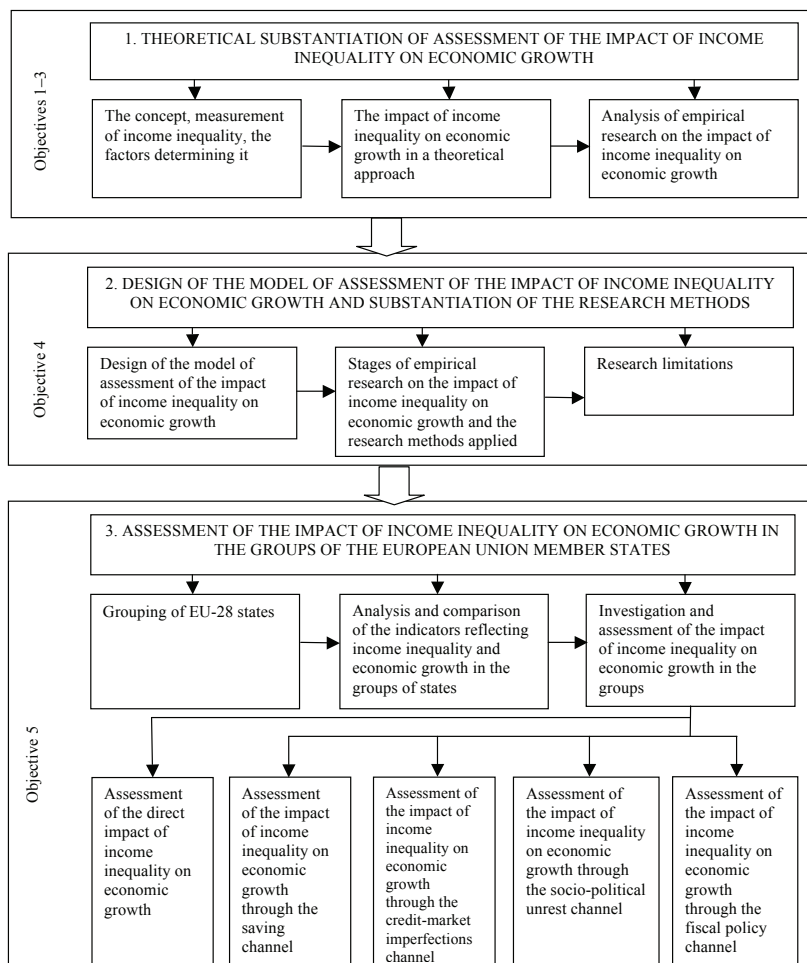 Objectives 1–3
1. THEORETICAL SUBSTANTIATION OF ASSESSMENT OF THE IMPACT OF INCOME
INEQUALITY ON ECONOMIC GROWTH
The concept, measurement
of income inequality, the
factors determining it
The impact of income
inequality on economic
growth in a theoretical
approach
Analysis of empirical
research on the impact of
income inequality on
economic growth
Objective 4
2. DESIGN OF THE MODEL OF ASSESSMENT OF THE IMPACT OF INCOME INEQUALITY
ON ECONOMIC GROWTH AND SUBSTANTIATION OF THE RESEARCH METHODS
Design of the model of
assessment of the impact
of income inequality on
economic growth
Stages of empirical
research on the impact of
income inequality on
economic growth and the
research methods applied
Research limitations
Objective 5
3. ASSESSMENT OF THE IMPACT OF INCOME INEQUALITY ON ECONOMIC GROWTH IN
THE GROUPS OF THE EUROPEAN UNION MEMBER STATES
Grouping of EU-28 states
Analysis and comparison
of the indicators reflecting
income inequality and
economic growth in the
groups of states
Investigation and
assessment of the impact
of income inequality on
economic growth in the
groups
Assessment
of the direct
impact of
income
inequality on
economic
growth
Assessment
of the impact
of income
inequality on
economic
growth
through the
saving
channel
Assessment of
the impact of
income
inequality on
economic
growth
through the
credit-market
imperfections
channel
Assessment of
the impact of
income inequality
on economic
growth through
the socio-political
unrest channel
Assessment of
the impact of
income
inequality on
economic
growth
through the
fiscal policy
channel